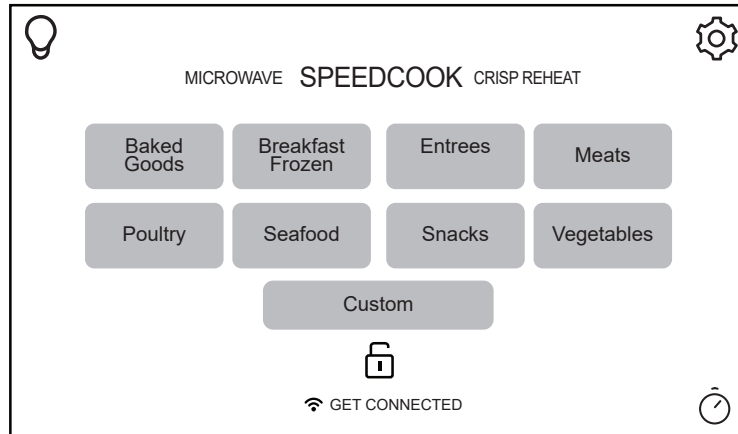 MICROWAVE SPEEDCOOK CRISP REHEAT
Baked
Goods
Breakfast
Frozen
Entrees
Meats
Poultry
Seafood
Snacks
Vegetables
Custom
GET CONNECTED